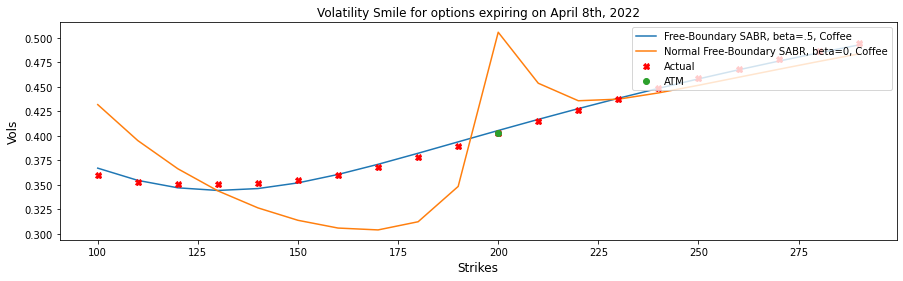 Volatility Smile for options expiring on April 8th, 2022
Free-Boundary SABR, beta=.5, Coffee
Normal Free-Boundary SABR, beta=0, Coffee
Actual
ATM
Vols
0.500
0.475
0.450
0.425
0.400
0.375
0.350
0.325
0.300
100
125
150
175
200
225
250
275
Strikes